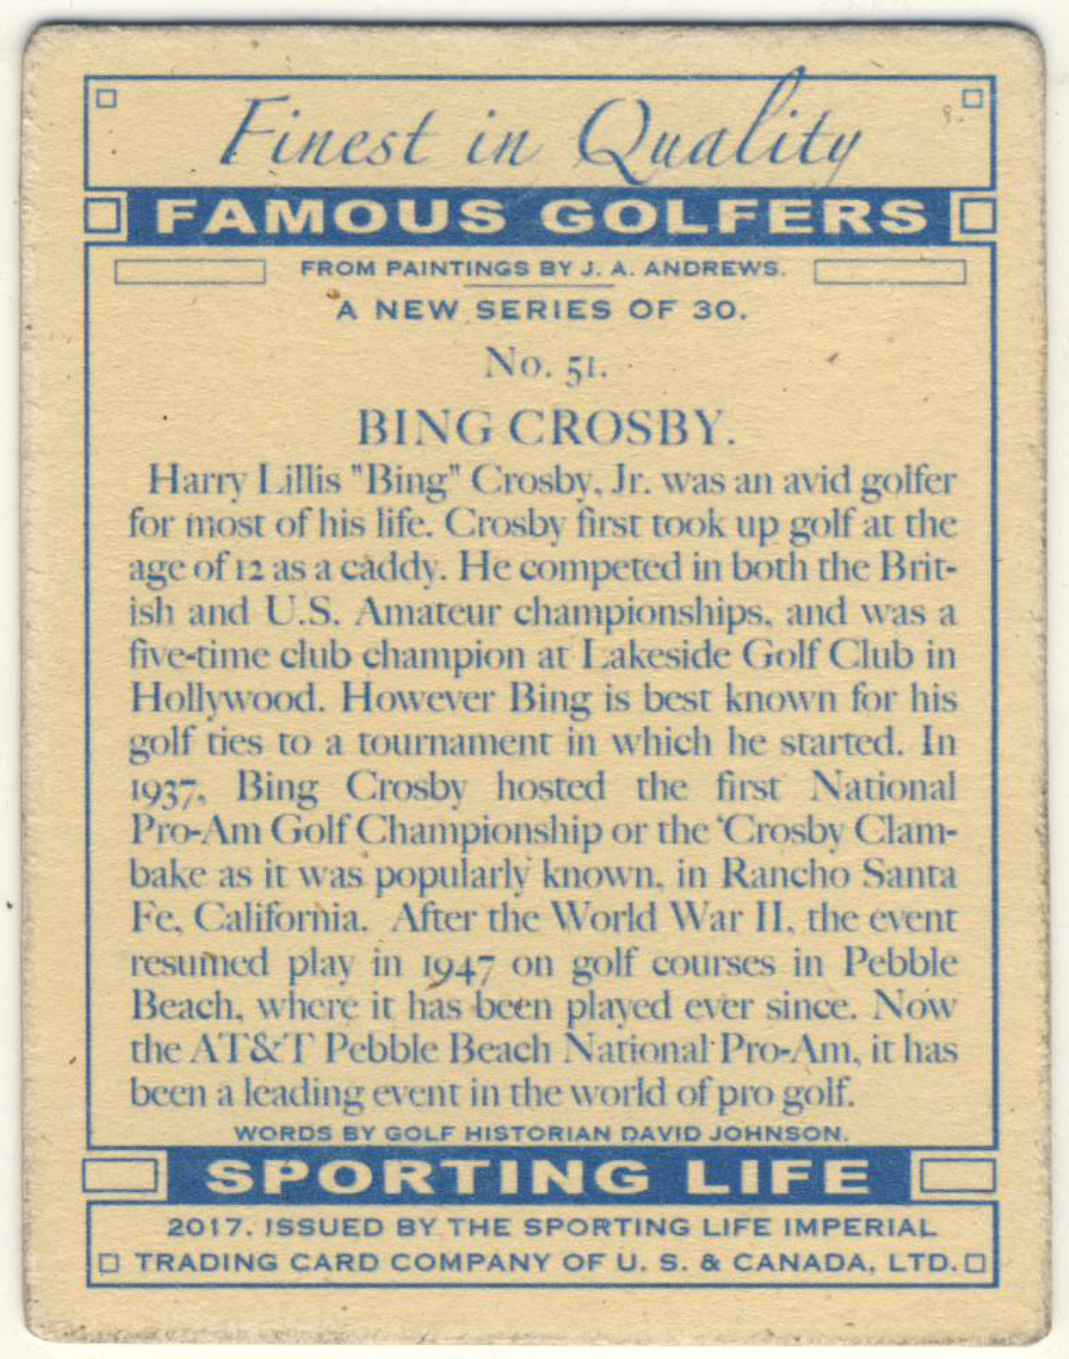 Finest in Quality
FAMOUS GOLFERS
FROM PAINTINGS BY J. A. ANDREWS.
A NEW SERIES OF 30.
No. 51.
BING CROSBY.
Harry Lillis "Bing" Crosby, Jr. was an avid golfer
for most of his life. Crosby first took up golf at the
age of 12 as a caddy. He competed in both the Brit-
ish and U.S. Amateur championships, and was a
five-time club champion at Lakeside Golf Club in
Hollywood. However Bing is best known for his
golf ties to a tournament in which he started. In
1937, Bing Crosby hosted the first National
Pro-Am Golf Championship or the ‘Crosby Clam-
bake as it was popularly known, in Rancho Santa
Fe, California. After the World War II, the event
resumed play in 1947 on golf courses in Pebble
Beach, where it has been played ever since. Now
the AT&T Pebble Beach National Pro-Am, it has
been a leading event in the world of pro golf.
WORDS BY GOLF HISTORIAN DAVID JOHNSON.
SPORTING LIFE
2017. ISSUED BY THE SPORTING LIFE IMPERIAL
TRADING CARD COMPANY OF U. S. & CANADA, LTD.